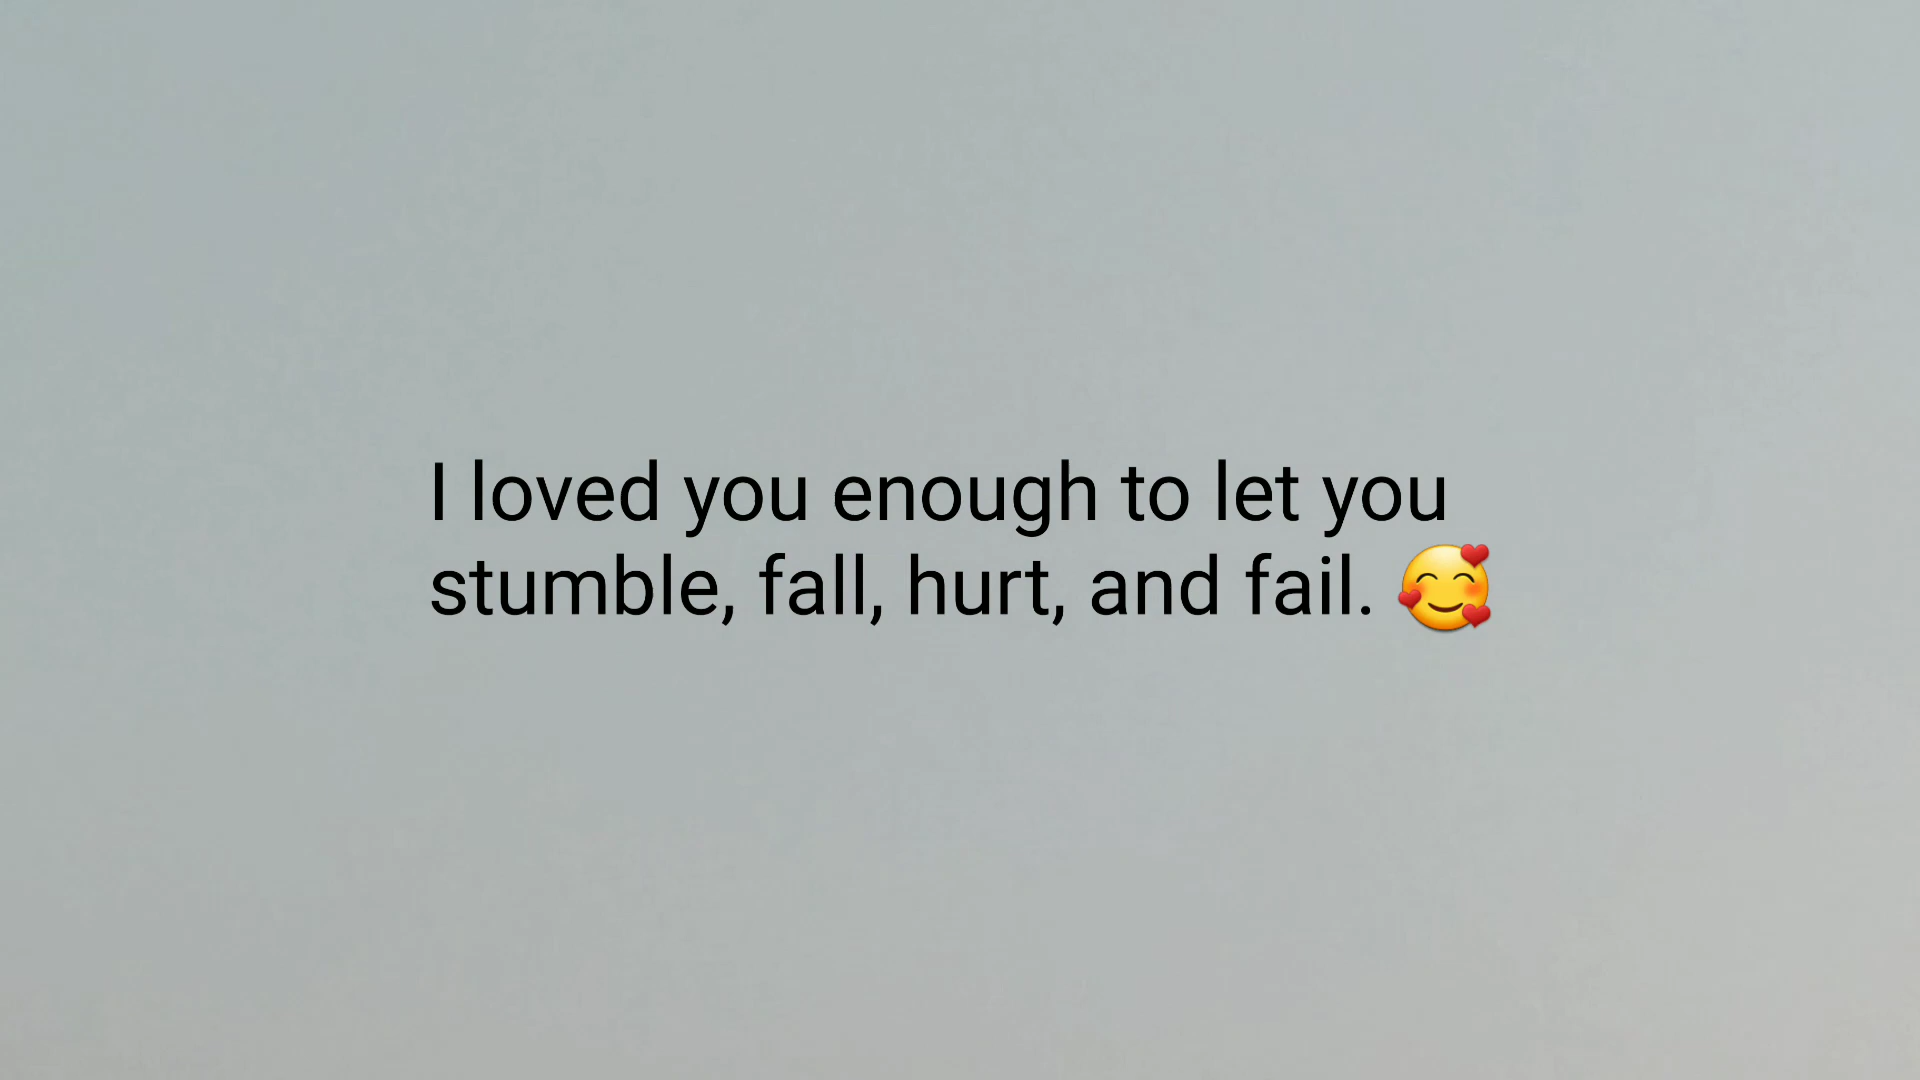 I loved you enough to let you
stumble, fall, hurt, and fail. 🥰